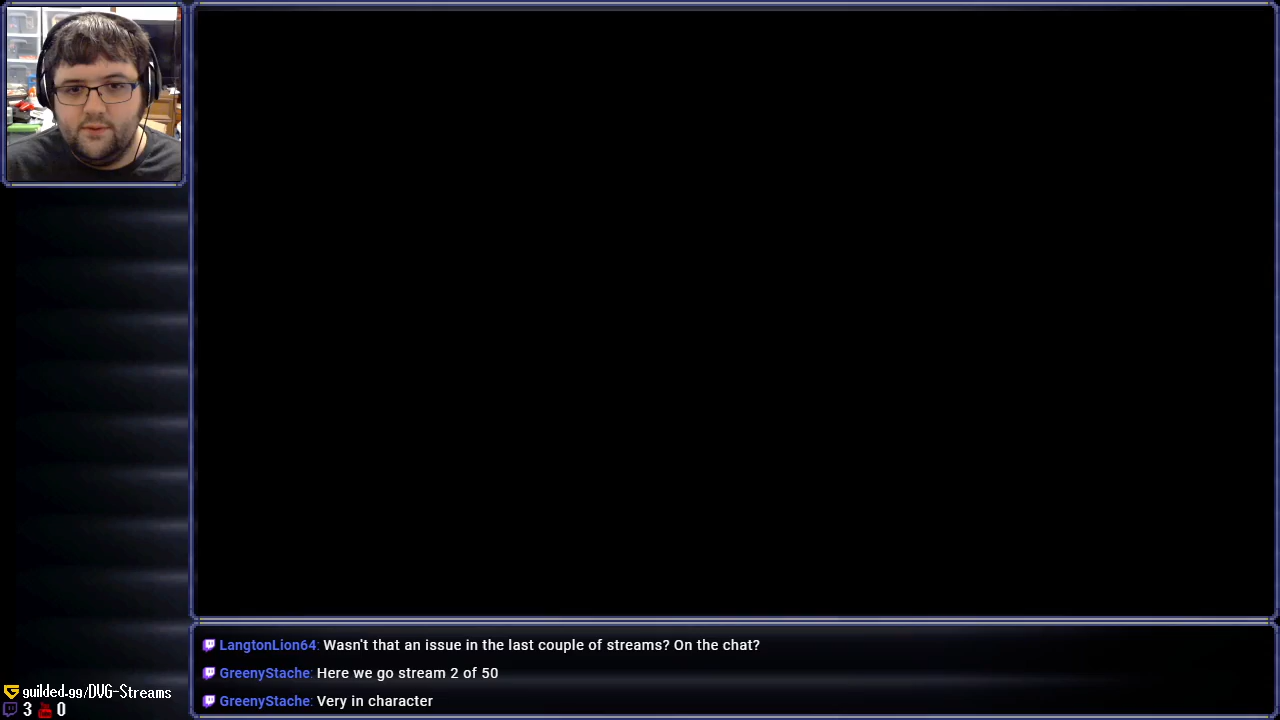 LangtonLion64: Wasn't that an issue in the last couple of streams? On the chat?
GreenyStache: Here we go stream 2 of 50
GreenyStache: Very in character
guilded.gg/DVG-Streams
3 0